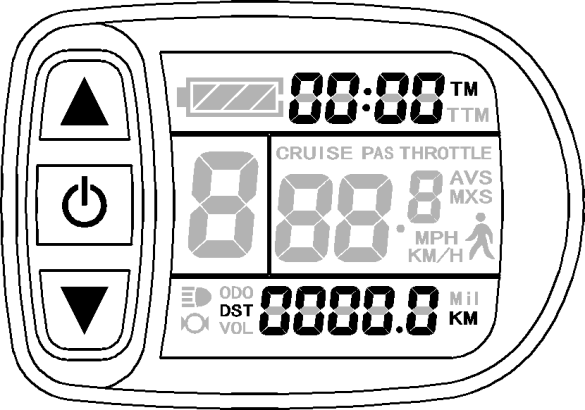 00:00 TM
TTM
CRUISE PAS THROTTLE
8 88.8 AVS
MXS
MPH
KM/H
ODO Mil
DST 0000.0 KM
VOL